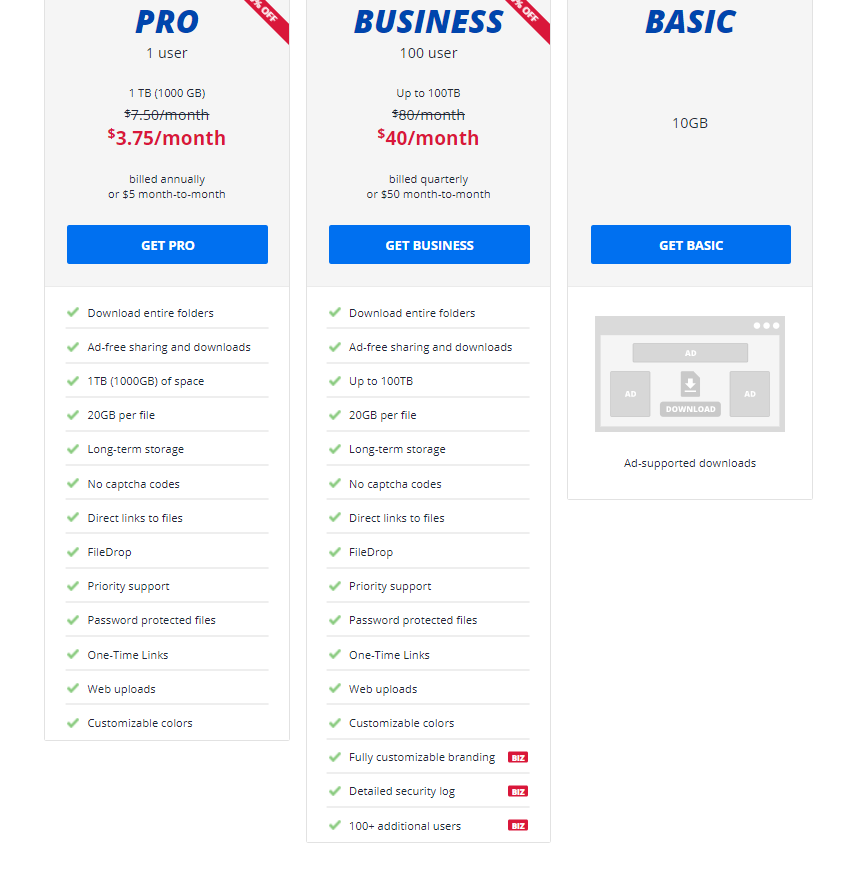 PRO
% OFF
1 user
1 TB (1000 GB)
$7.50/month
$3.75/month
billed annually
or $5 month-to-month
GET PRO
Download entire folders
Ad-free sharing and downloads
1TB (1000GB) of space
20GB per file
Long-term storage
No captcha codes
Direct links to files
FileDrop
Priority support
Password protected files
One-Time Links
Web uploads
Customizable colors
BUSINESS
% OFF
100 user
Up to 100TB
$80/month
$40/month
billed quarterly
or $50 month-to-month
GET BUSINESS
Download entire folders
Ad-free sharing and downloads
Up to 100TB
20GB per file
Long-term storage
No captcha codes
Direct links to files
FileDrop
Priority support
Password protected files
One-Time Links
Web uploads
Customizable colors
Fully customizable branding BIZ
Detailed security log BIZ
100+ additional users BIZ
BASIC
10GB
GET BASIC
AD
AD
AD
DOWNLOAD
Ad-supported downloads